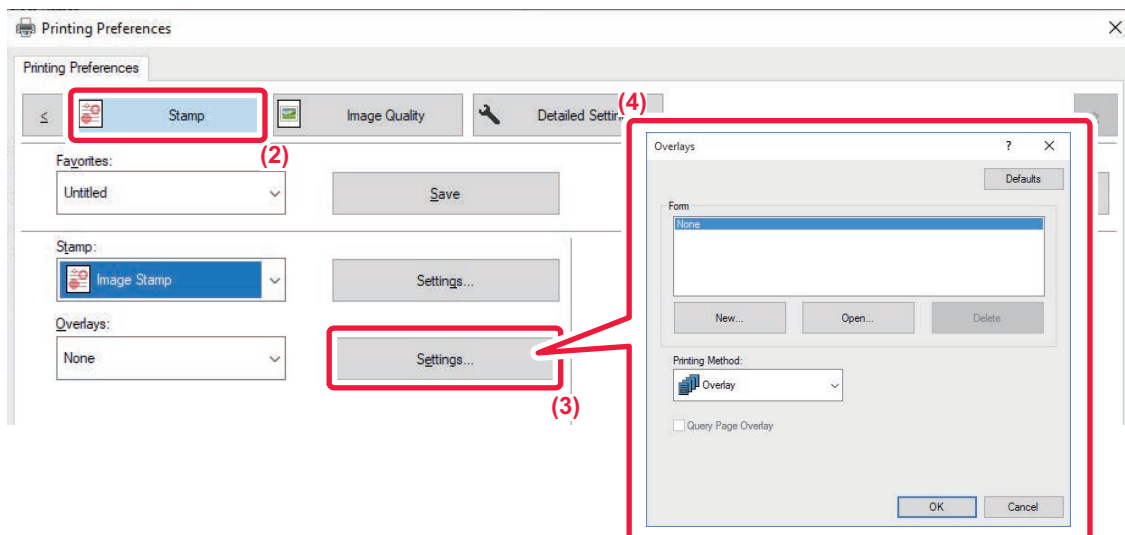 Printing Preferences
Printing Preferences
Stamp
Image Quality
Detailed Settin
(4)
(2)
Favorites:
Untitled
Save
Stamp:
Image Stamp
Settings...
Overlays:
None
Settings...
(3)
Overlays
?
Defaults
Form
None
New...
Open...
Delete
Printing Method:
Overlay
Query Page Overlay
OK
Cancel